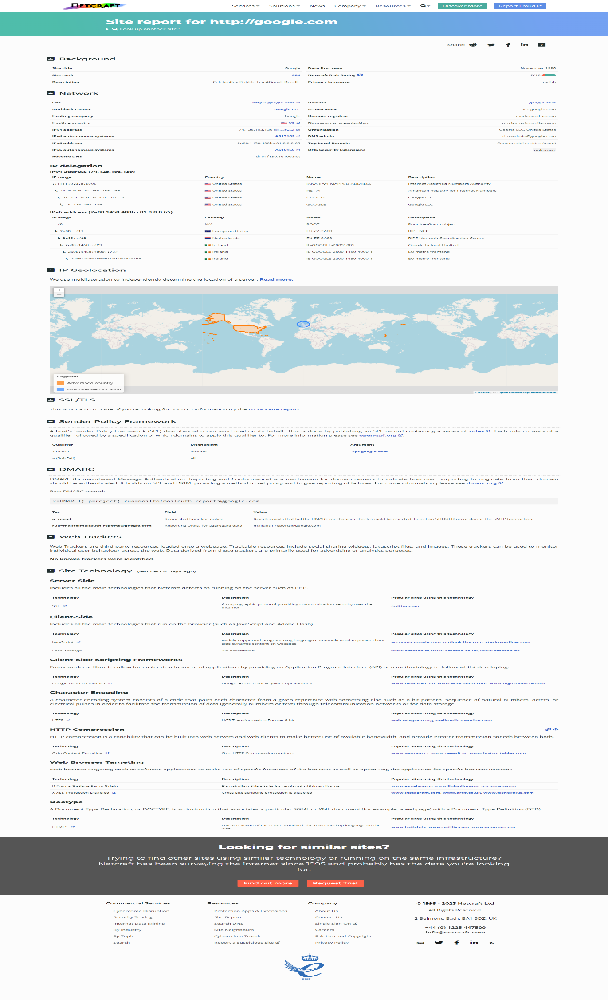 NETCRAFT
Services Solutions News Company Resources Discover More Report Fraud
Site report for http://google.com
Look up another site?
Share:
Background
Site title Google Date first seen November 1998
Site rank 204 Netcraft Risk Rating 2/10
Description Celebrating Bubble Tea #GoogleDoodle Primary language English
Network
Site http://google.com Domain google.com
Netblock Owner Google LLC Nameserver ns1.google.com
Hosting company Google Domain registrar markmonitor.com
Hosting country US Nameserver organisation whois.markmonitor.com
IPv4 address 74.125.193.139 (VirusTotal) Organisation Google LLC, United States
IPv4 autonomous systems AS15169 DNS admin dns-admin@google.com
IPv6 address 2a00:1450:400b:c01:0:0:0:65 Top Level Domain Commercial entities (.com)
IPv6 autonomous systems AS15169 DNS Security Extensions unknown
Reverse DNS di-in-f139.1e100.net
IP delegation
IPv4 address (74.125.193.139)
IP range Country Name Description
::ffff:0.0.0.0/96 United States IANA-IPV4-MAPPED-ADDRESS Internet Assigned Numbers Authority
↳ 74.0.0.0-74.255.255.255 United States NET74 American Registry for Internet Numbers
↳ 74.125.0.0-74.125.255.255 United States GOOGLE Google LLC
↳ 74.125.193.139 United States GOOGLE Google LLC
IPv6 address (2a00:1450:400b:c01:0:0:0:65)
IP range Country Name Description
::/0 N/A ROOT Root inet6num object
↳ 2a00::/11 European Union EU-ZZ-2A00 RIPE NCC
↳ 2a00::/12 Netherlands EU-ZZ-2A00 RIPE Network Coordination Centre
↳ 2a00:1450::/29 Ireland IE-GOOGLE-20091005 Google Ireland Limited
↳ 2a00:1450:4000::/37 Ireland IE-GOOGLE-2a00-1450-4000-1 EU metro frontend
↳ 2a00:1450:400b:c01:0:0:0:65 Ireland IE-GOOGLE-2a00-1450-4000-1 EU metro frontend
IP Geolocation
We use multilateration to independently determine the location of a server. Read more.
+
−
Legend:
Advertised country
Multilaterated location
Leaflet | © OpenStreetMap contributors
SSL/TLS
This is not a HTTPS site. If you're looking for SSL/TLS information try the HTTPS site report.
Sender Policy Framework
A host's Sender Policy Framework (SPF) describes who can send mail on its behalf. This is done by publishing an SPF record containing a series of rules. Each rule consists of a
qualifier followed by a specification of which domains to apply this qualifier to. For more information please see open-spf.org.
Qualifier Mechanism Argument
+ (Pass) include _spf.google.com
~ (SoftFail) all
DMARC
DMARC (Domain-based Message Authentication, Reporting and Conformance) is a mechanism for domain owners to indicate how mail purporting to originate from their domain
should be authenticated. It builds on SPF and DKIM, providing a method to set policy and to give reporting of failures. For more information please see dmarc.org.
Raw DMARC record:
v=DMARC1; p=reject; rua=mailto:mailauth-reports@google.com
Tag Field Value
p=reject Requested handling policy Reject: emails that fail the DMARC mechanism check should be rejected. Rejection SHOULD occur during the SMTP transaction.
rua=mailto:mailauth-reports@google.com Reporting URI(s) for aggregate data mailauth-reports@google.com
Web Trackers
Web Trackers are third-party resources loaded onto a webpage. Trackable resources include social sharing widgets, javascript files, and images. These trackers can be used to monitor
individual user behaviour across the web. Data derived from these trackers are primarily used for advertising or analytics purposes.
No known trackers were identified.
Site Technology (fetched 11 days ago)
Server-Side
Includes all the main technologies that Netcraft detects as running on the server such as PHP.
Technology Description Popular sites using this technology
SSL A cryptographic protocol providing communication security over the twitter.com
Internet
Client-Side
Includes all the main technologies that run on the browser (such as JavaScript and Adobe Flash).
Technology Description Popular sites using this technology
JavaScript Widely-supported programming language commonly used to power client- accounts.google.com, outlook.live.com, stackoverflow.com
side dynamic content on websites
Local Storage No description www.amazon.fr, www.amazon.co.uk, www.amazon.de
Client-Side Scripting Frameworks
Frameworks or libraries allow for easier development of applications by providing an Application Program Interface (API) or a methodology to follow whilst developing.
Technology Description Popular sites using this technology
Google Hosted Libraries Google API to retrieve JavaScript libraries www.binance.com, www.w3schools.com, www.flightradar24.com
Character Encoding
A character encoding system consists of a code that pairs each character from a given repertoire with something else such as a bit pattern, sequence of natural numbers, octets, or
electrical pulses in order to facilitate the transmission of data (generally numbers or text) through telecommunication networks or for data storage.
Technology Description Popular sites using this technology
UTF8 UCS Transformation Format 8 bit web.telegram.org, mail-redir.mention.com
HTTP Compression
HTTP compression is a capability that can be built into web servers and web clients to make better use of available bandwidth, and provide greater transmission speeds between both.
Technology Description Popular sites using this technology
Gzip Content Encoding Gzip HTTP Compression protocol www.seznam.cz, www.newsit.gr, www.instructables.com
Web Browser Targeting
Web browser targeting enables software applications to make use of specific functions of the browser as well as optimizing the application for specific browser versions.
Technology Description Popular sites using this technology
X-Frame-Options Same Origin Do not allow this site to be rendered within an iframe www.google.com, www.linkedin.com, www.msn.com
X-XSS-Protection Disabled Cross-site scripting protection is disabled www.instagram.com, www.arco.co.uk, www.disneyplus.com
Doctype
A Document Type Declaration, or DOCTYPE, is an instruction that associates a particular SGML or XML document (for example, a webpage) with a Document Type Definition (DTD).
Technology Description Popular sites using this technology
HTML5 Latest revision of the HTML standard, the main markup language on the www.twitch.tv, www.netflix.com, www.amazon.com
web
Looking for similar sites?
Trying to find other sites using similar technology or running on the same infrastructure?
Netcraft has been surveying the internet since 1995 and probably has the data you're looking
for.
Find out more Request Trial
Commercial Services Resources Company © 1995 - 2023 Netcraft Ltd
Cybercrime Disruption Protection Apps & Extensions About Us All Rights Reserved.
Security Testing Site Report Contact Us 2 Belmont, Bath, BA1 5DZ, UK
Internet Data Mining Search DNS Single Sign-On +44 (0) 1225 447500
By Industry Site Neighbours Careers info@netcraft.com
By Topic Cybercrime Trends Fair Use and Copyright
Search Report a Suspicious Site Privacy Policy
2020